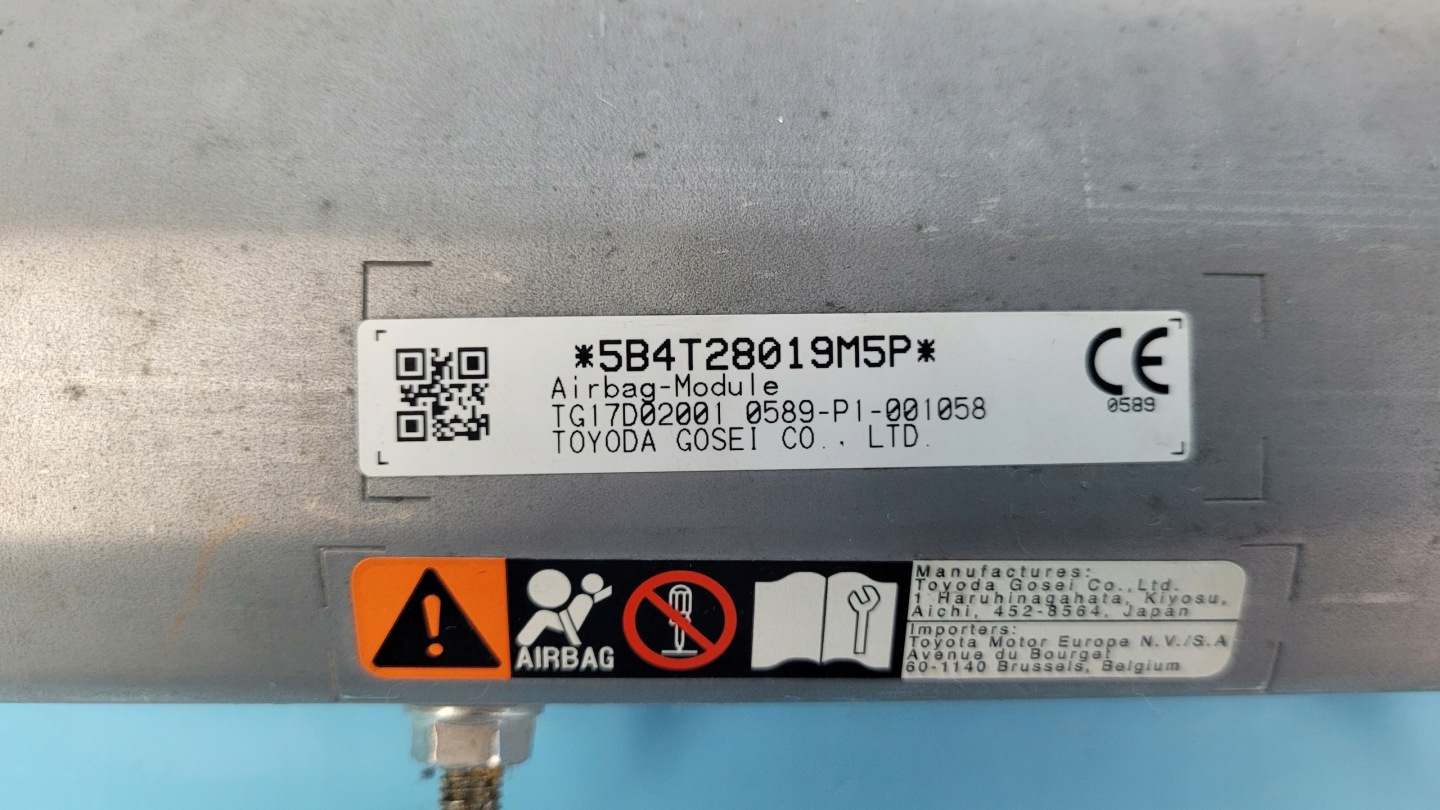 *5B4T28019M5P*
Airbag-Module
TG17D02001 0589-P1-001058
TOYODA GOSEI CO., LTD.
CE
0589
AIRBAG
Manufactures:
Toyoda Gosei Co.,Ltd.
1 Haruhinagahata, Kiyosu,
Aichi, 452-8564, Japan
Importers:
Toyota Motor Europe N.V./S.A
Avenue du Bourget
60-1140 Brussels, Belgium